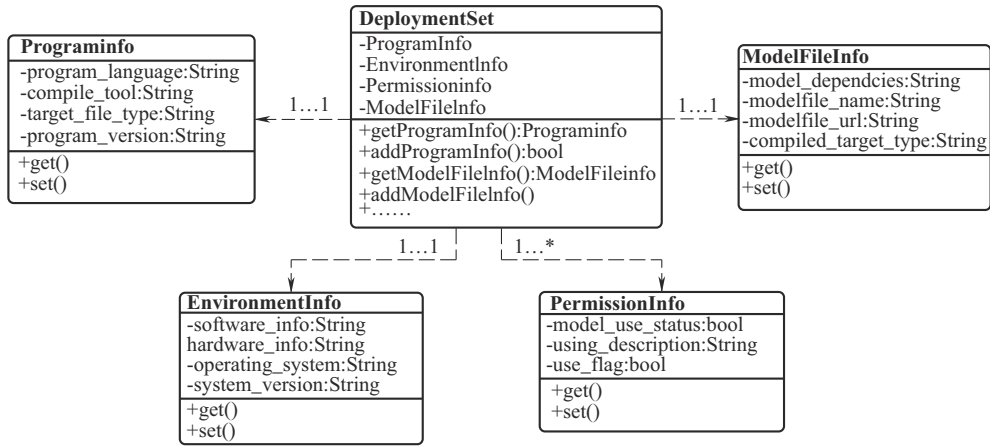 DeploymentSet
-ProgramInfo
-EnvironmentInfo
-Permissioninfo
-ModelFileInfo
+getProgramInfo():Programinfo
+addProgramInfo():bool
+getModelFileInfo():ModelFileinfo
+addModelFileInfo()
+……
Programinfo
-program_language:String
-compile_tool:String
-target_file_type:String
-program_version:String
+get()
+set()
1…1
1…1
ModelFileInfo
-model_dependcies:String
-modelfile_name:String
-modelfile_url:String
-compiled_target_type:String
+get()
+set()
1…1
1…*
EnvironmentInfo
-software_info:String
hardware_info:String
-operating_system:String
-system_version:String
+get()
+set()
PermissionInfo
-model_use_status:bool
-using_description:String
-use_flag:bool
+get()
+set()